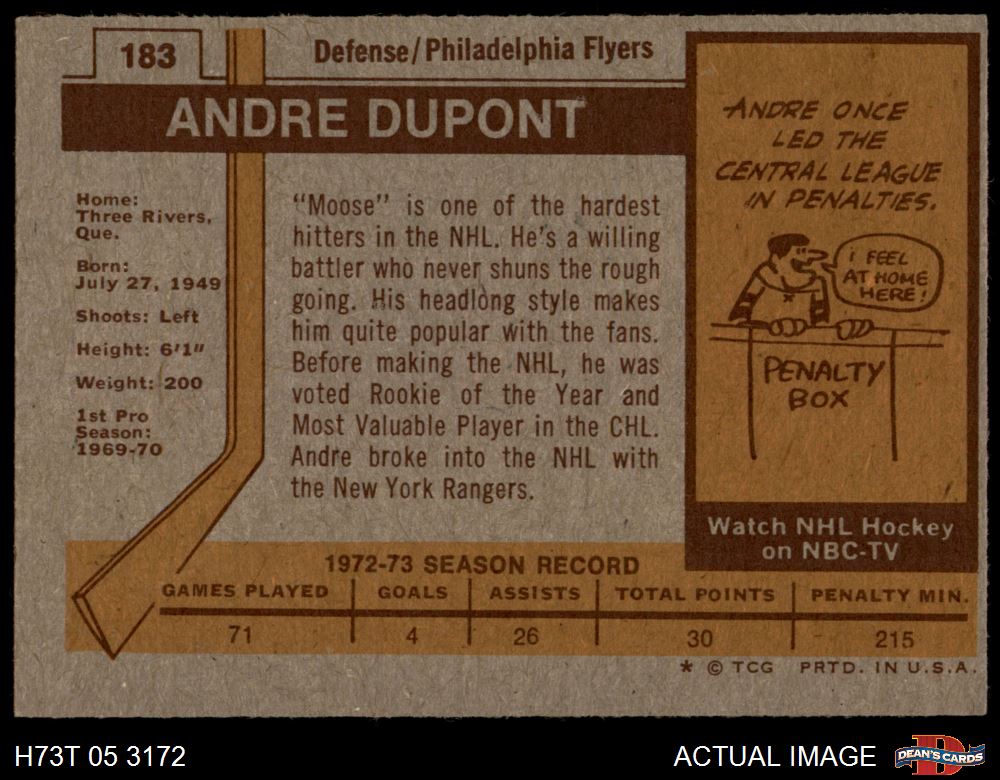 183
Defense/Philadelphia Flyers
ANDRE DUPONT
Home:
Three Rivers,
Que.
Born:
July 27, 1949
Shoots: Left
Height: 6'1"
Weight: 200
1st Pro
Season:
1969-70
"Moose" is one of the hardest
hitters in the NHL. He's a willing
battler who never shuns the rough
going. His headlong style makes
him quite popular with the fans.
Before making the NHL, he was
voted Rookie of the Year and
Most Valuable Player in the CHL.
Andre broke into the NHL with
the New York Rangers.
ANDRE ONCE
LED THE
CENTRAL LEAGUE
IN PENALTIES.
I FEEL
AT HOME
HERE!
PENALTY
BOX
Watch NHL Hockey
on NBC-TV
1972-73 SEASON RECORD
GAMES PLAYED GOALS ASSISTS TOTAL POINTS PENALTY MIN.
71 4 26 30 215
* © TCG PRTD. IN U.S.A.
H73T 05 3172
ACTUAL IMAGE
D
DEAN'S CARDS